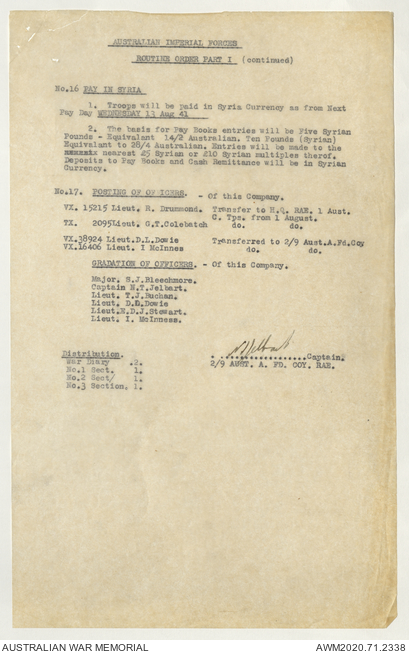 AUSTRALIAN IMPERIAL FORCES
ROUTINE ORDER PART I (continued)
No.16 PAY IN SYRIA
1. Troops will be paid in Syria Currency as from Next
Pay Day WEDNESDAY 13 Aug 41
2. The basis for Pay Books entries will be Five Syrian
Pounds - Equivalent 14/2 Australian. Ten Pounds (Syrian)
Equivalent to 28/4 Australian. Entries will be made to the
nearest £5 Syrian or £10 Syrian multiples therof.
Deposits to Pay Books and Cash Remittance will be in Syrian
Currency.
No.17. POSTING OF OFFICERS. - Of this Company.
VX. 15215 Lieut. R. Drummond. Transfer to H.Q. RAE, 1 Aust.
C. Tps. from 1 August.
TX. 2095Lieut. G.T.Colebatch do. do. do.
VX.38924 Lieut.D.L.Dowie Transferred to 2/9 Aust.A.Fd.Coy
VX.16406 Lieut. I McInnes do. do.
GRADATION OF OFFICERS. - Of this Company.
Major. S.J.Bleechmore.
Captain H.T.Jelbart.
Lieut. T.J.Buchan.
Lieut. D.L.Dowie
Lieut.N.D.J.Stewart.
Lieut. I. McInness.
Distribution.
War Diary 2.
No.1 Sect. 1.
No.2 Sect/ 1.
No.3 Section. 1.
Captain.
2/9 AUST. A. FD. COY. RAE.
AUSTRALIAN WAR MEMORIAL
AWM2020.71.2338